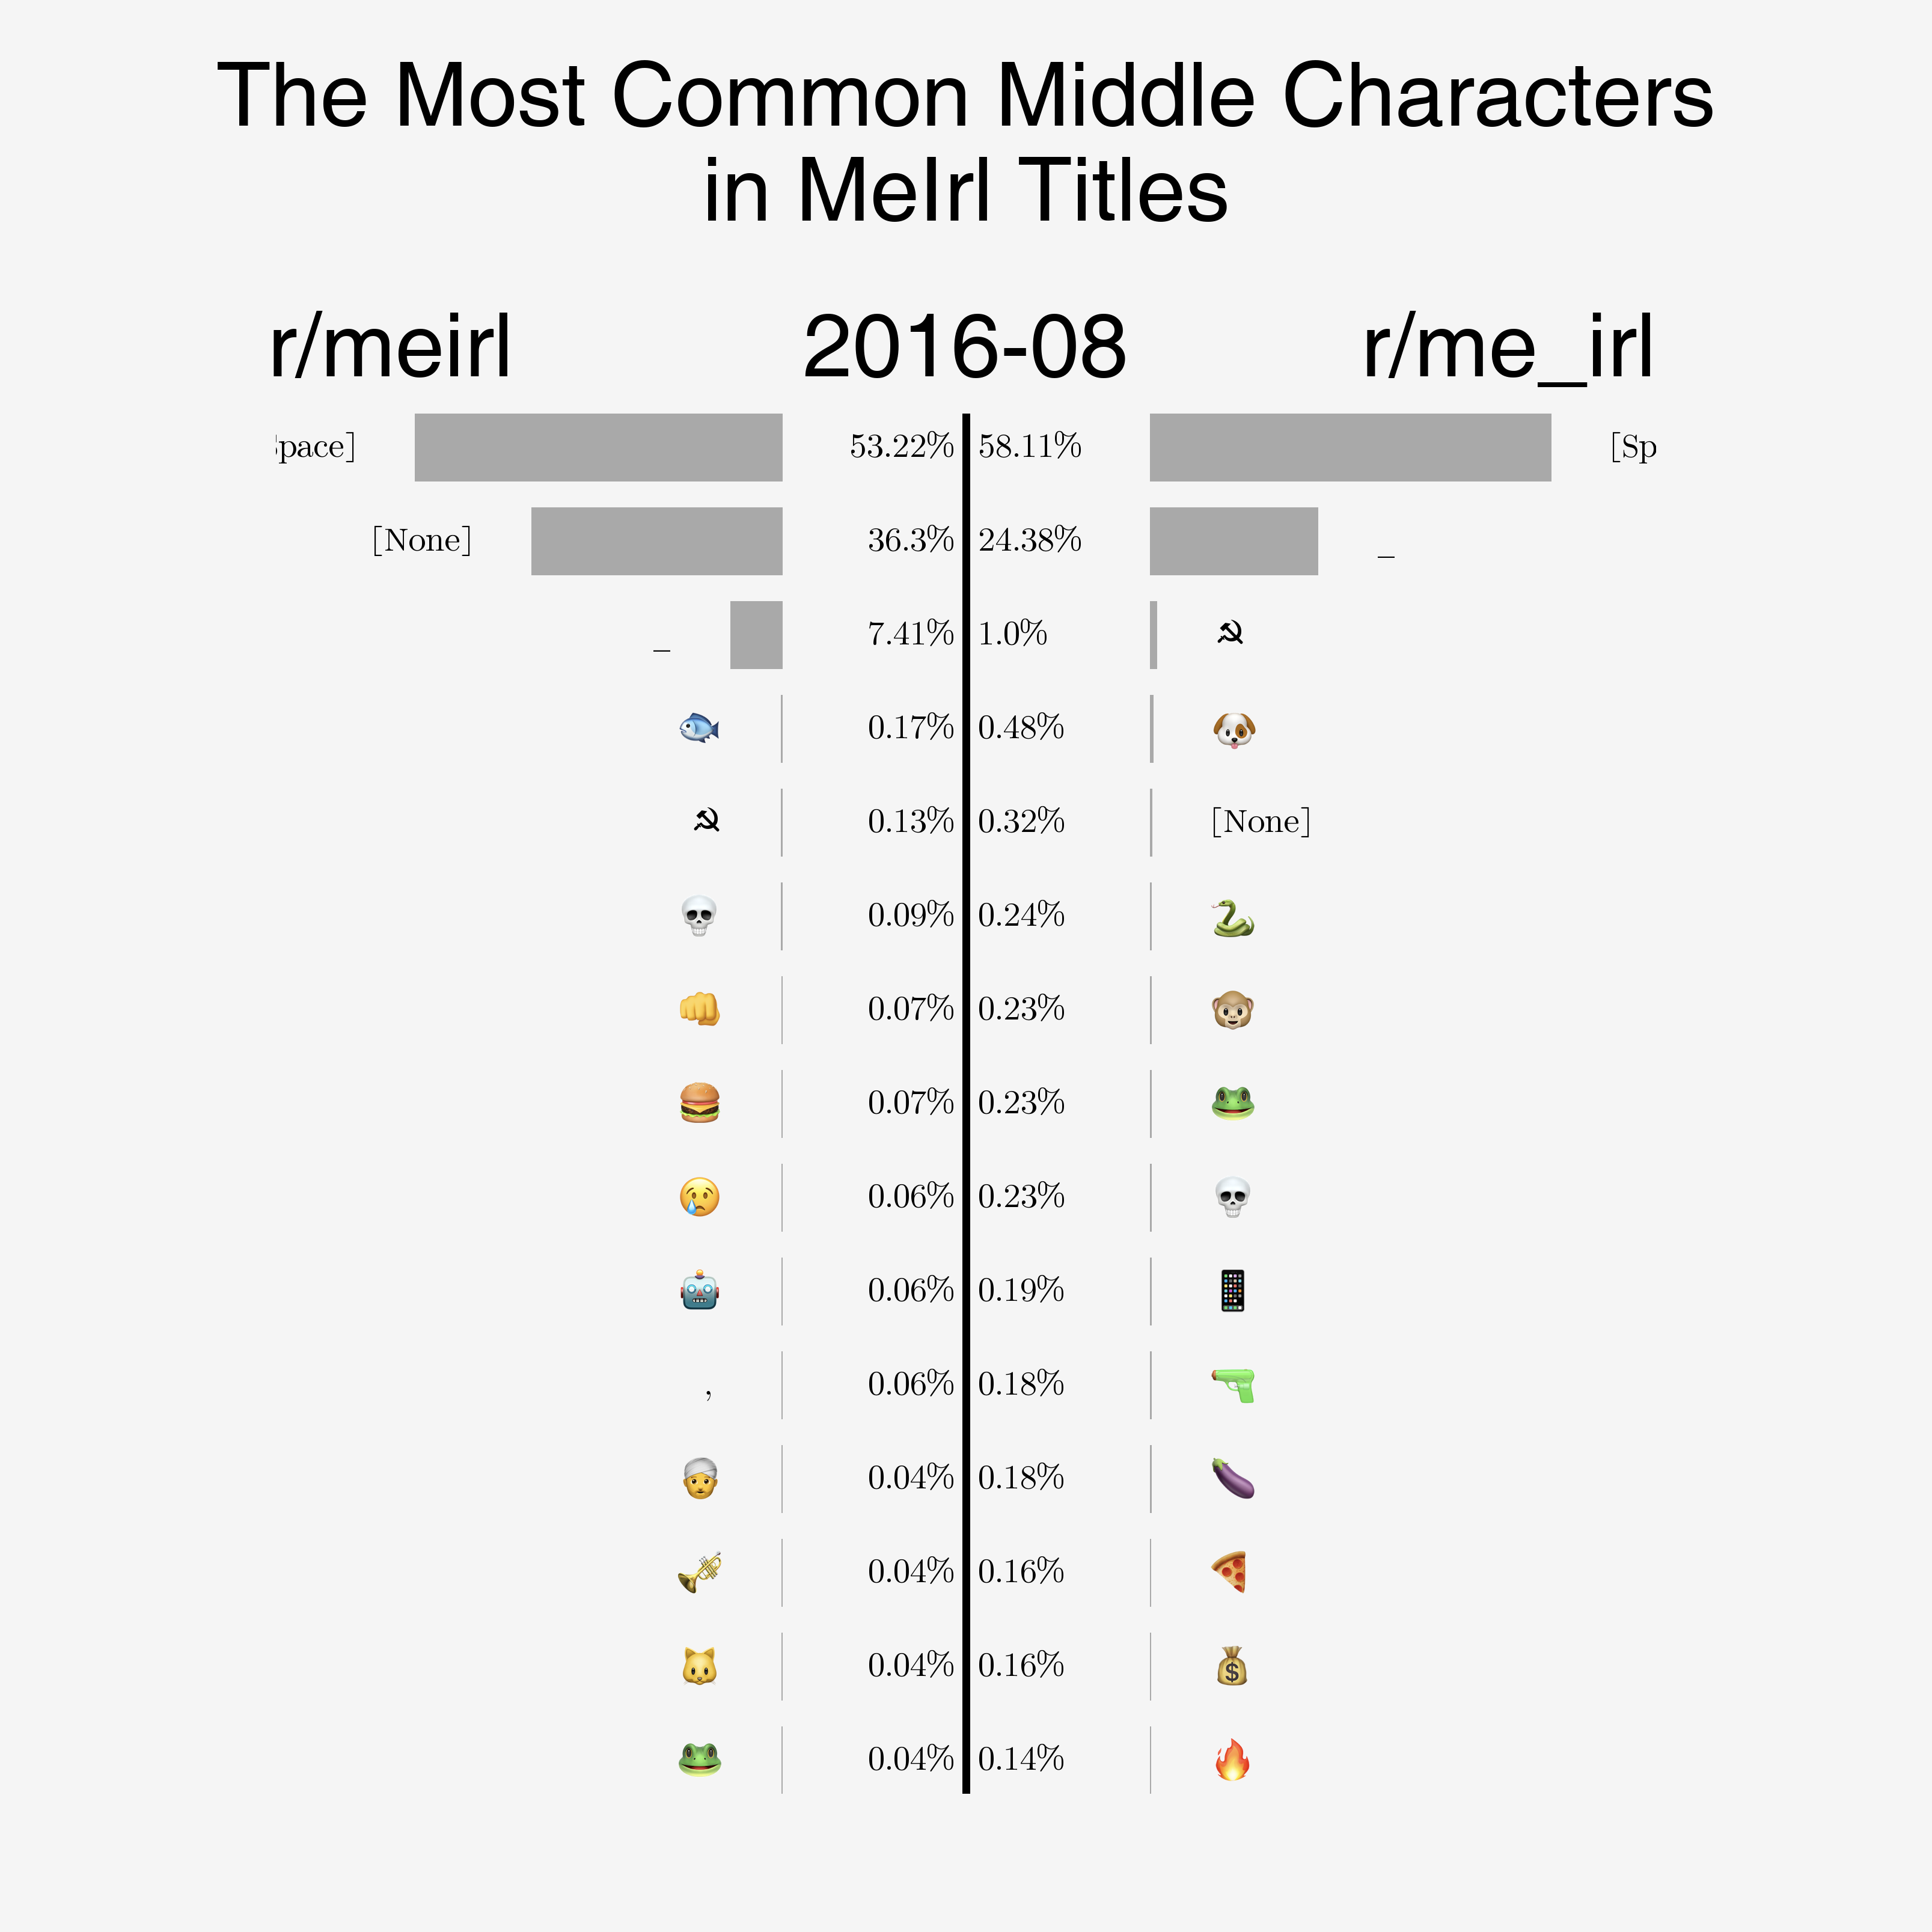 The Most Common Middle Characters
in MeIrl Titles
r/meirl 2016-08 r/me_irl
pace] 53.22% 58.11% [Sp
[None] 36.3% 24.38% _
_ 7.41% 1.0% ☭
🐟 0.17% 0.48% 🐶
☭ 0.13% 0.32% [None]
💀 0.09% 0.24% 🐍
👊 0.07% 0.23% 🐵
🍔 0.07% 0.23% 🐸
😢 0.06% 0.23% 💀
🤖 0.06% 0.19% 📱
, 0.06% 0.18% 🔫
👳 0.04% 0.18% 🍆
🎺 0.04% 0.16% 🍕
🐱 0.04% 0.16% 💰
🐸 0.04% 0.14% 🔥